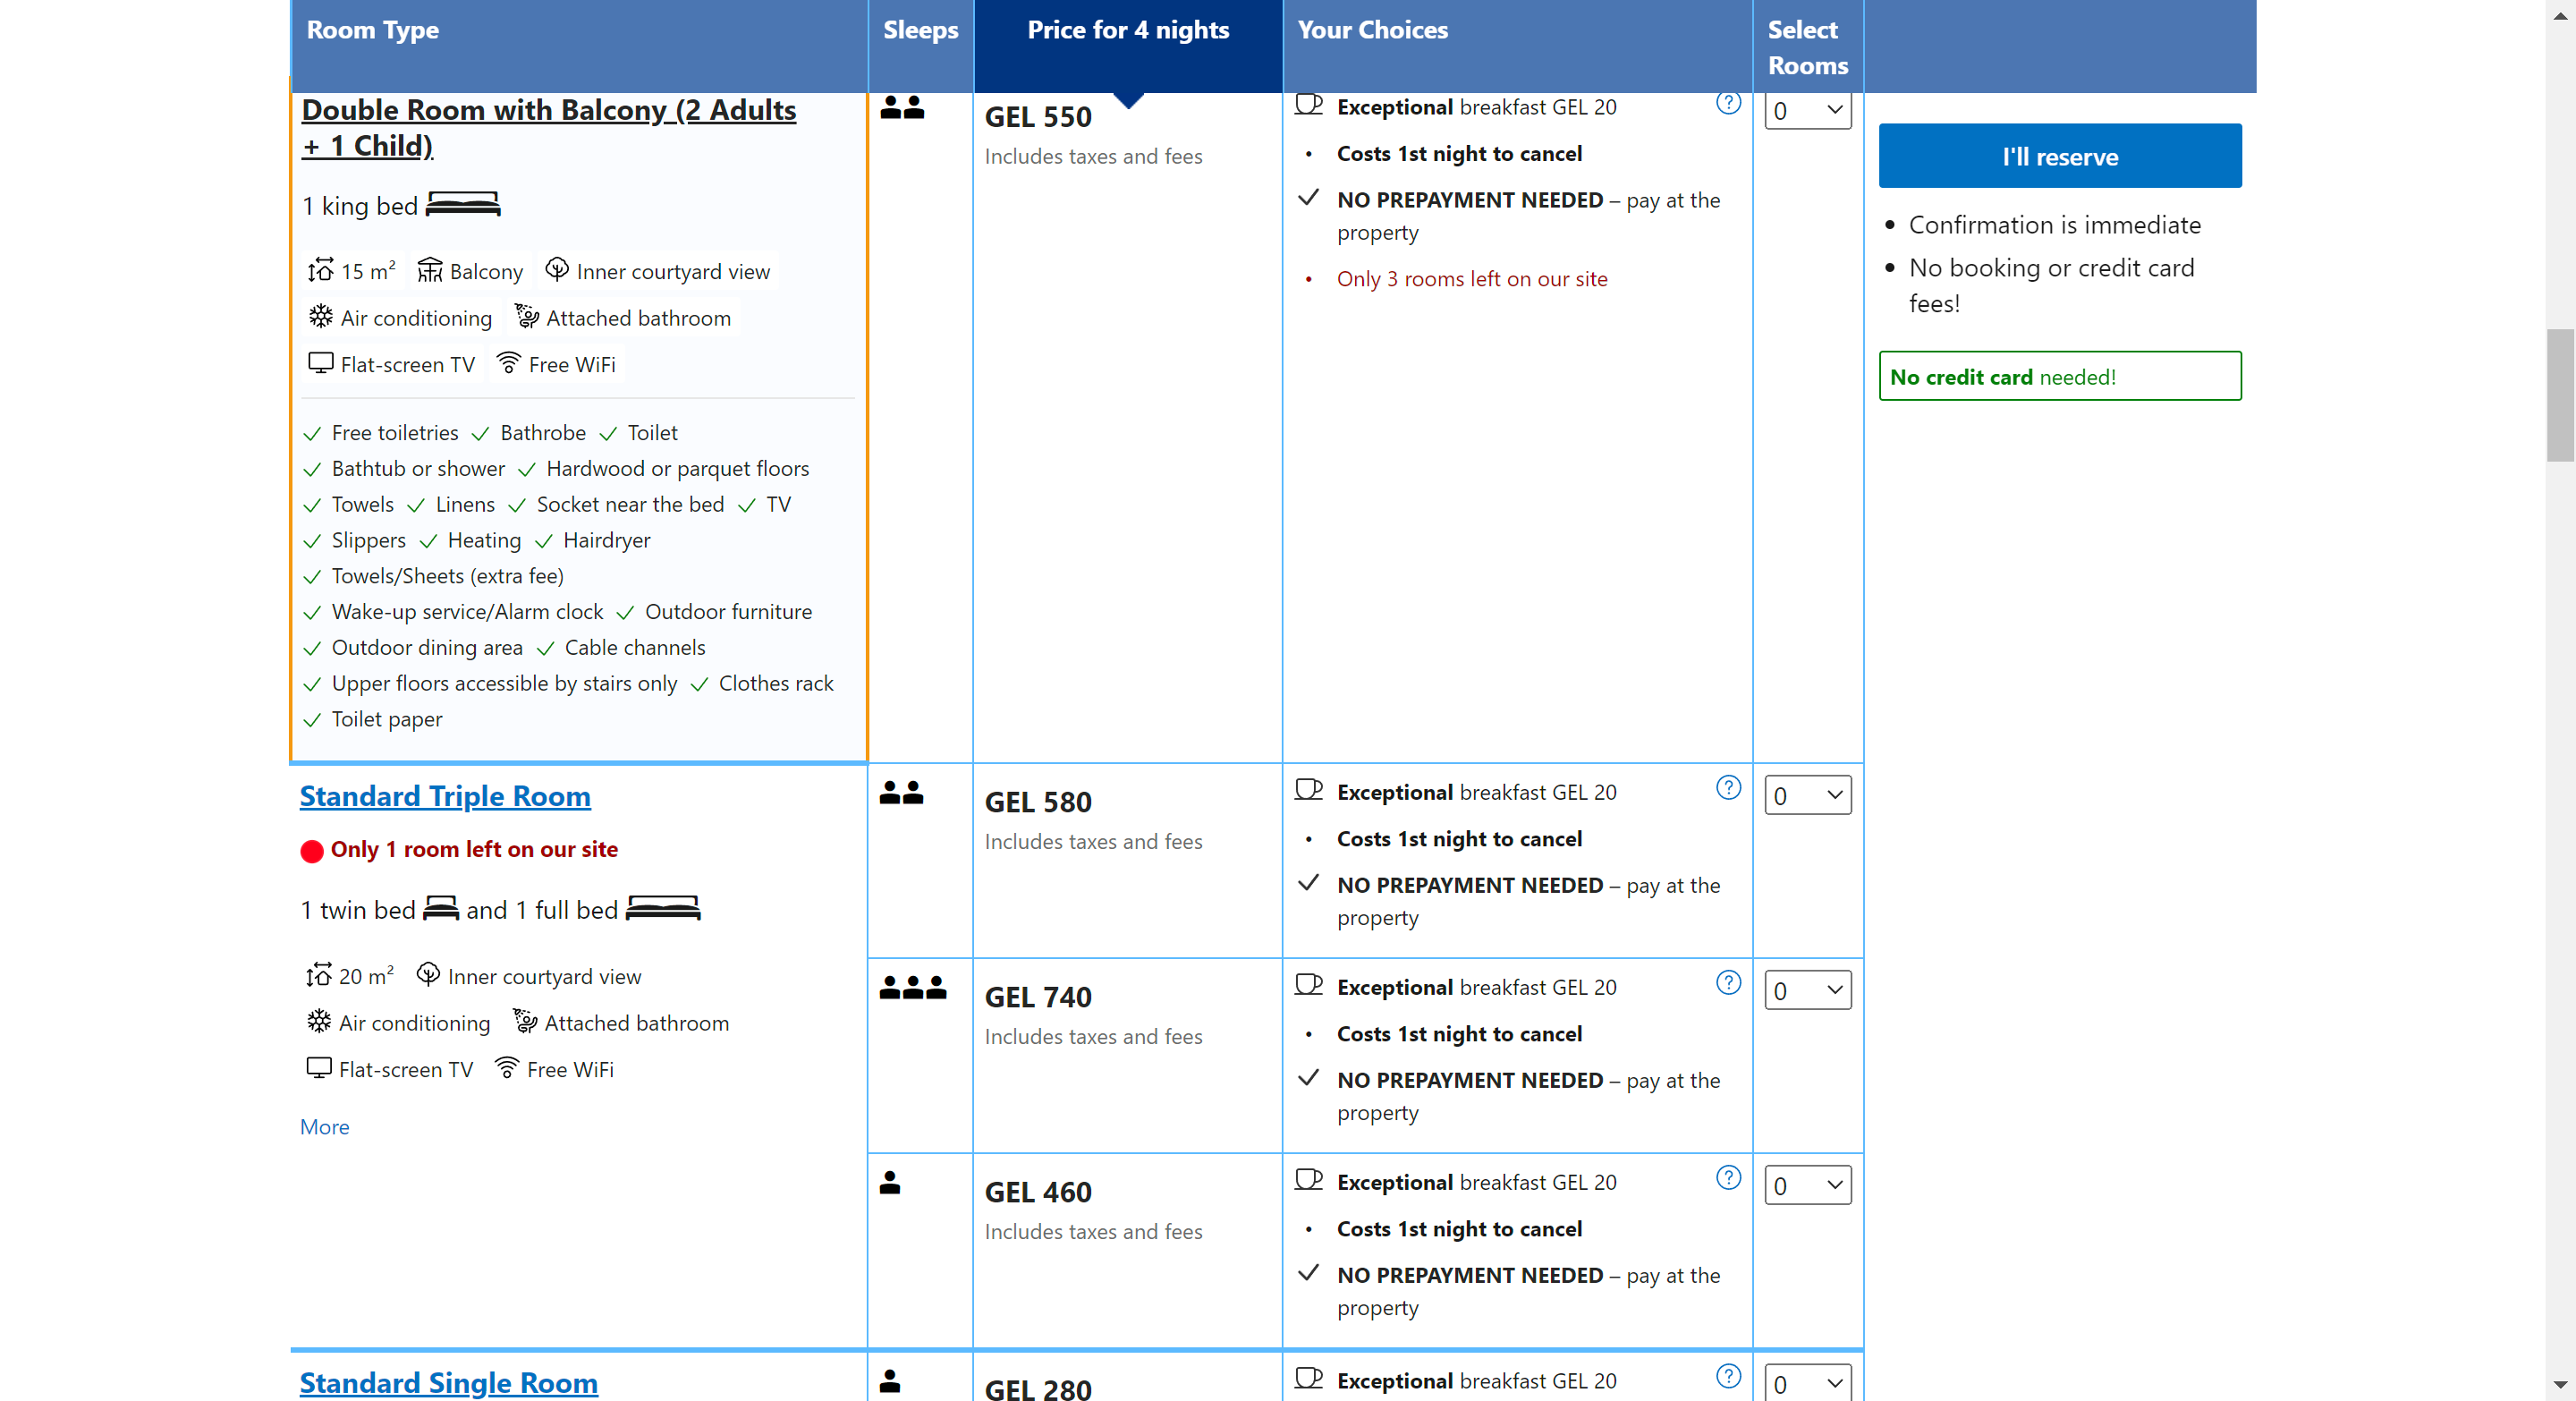 Room Type
Sleeps
Price for 4 nights
Your Choices
Select
Rooms
Double Room with Balcony (2 Adults
+ 1 Child)
1 king bed
15 m²
Balcony
Inner courtyard view
Air conditioning
Attached bathroom
Flat-screen TV
Free WiFi
Free toiletries Bathrobe Toilet
Bathtub or shower Hardwood or parquet floors
Towels Linens Socket near the bed TV
Slippers Heating Hairdryer
Towels/Sheets (extra fee)
Wake-up service/Alarm clock Outdoor furniture
Outdoor dining area Cable channels
Upper floors accessible by stairs only Clothes rack
Toilet paper
GEL 550
Includes taxes and fees
Exceptional breakfast GEL 20 ?
• Costs 1st night to cancel
NO PREPAYMENT NEEDED – pay at the
property
• Only 3 rooms left on our site
0
I'll reserve
• Confirmation is immediate
• No booking or credit card
fees!
No credit card needed!
Standard Triple Room
Only 1 room left on our site
1 twin bed and 1 full bed
20 m²
Inner courtyard view
Air conditioning
Attached bathroom
Flat-screen TV
Free WiFi
More
GEL 580
Includes taxes and fees
Exceptional breakfast GEL 20 ?
• Costs 1st night to cancel
NO PREPAYMENT NEEDED – pay at the
property
0
GEL 740
Includes taxes and fees
Exceptional breakfast GEL 20 ?
• Costs 1st night to cancel
NO PREPAYMENT NEEDED – pay at the
property
0
GEL 460
Includes taxes and fees
Exceptional breakfast GEL 20 ?
• Costs 1st night to cancel
NO PREPAYMENT NEEDED – pay at the
property
0
Standard Single Room
GEL 280
Exceptional breakfast GEL 20 ?
0